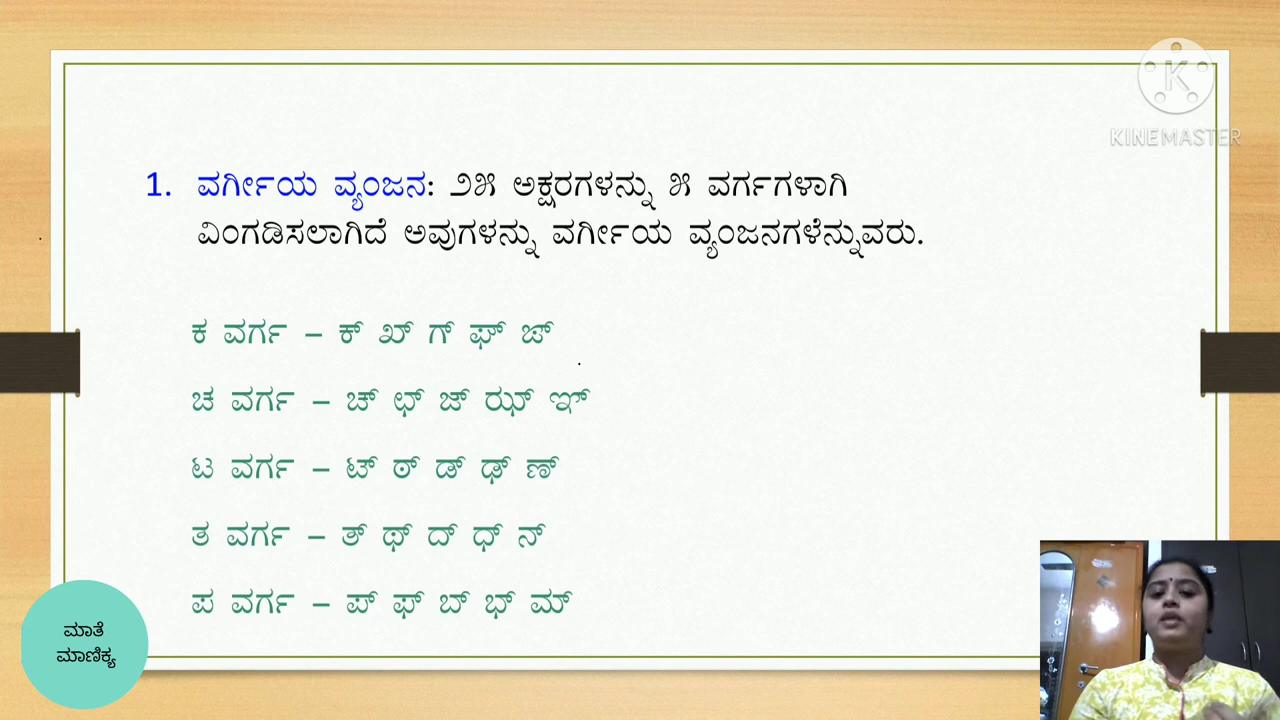 KINEMASTER
1. ವರ್ಗೀಯ ವ್ಯಂಜನ: ೨೫ ಅಕ್ಷರಗಳನ್ನು ೫ ವರ್ಗಗಳಾಗಿ
ವಿಂಗಡಿಸಲಾಗಿದೆ ಅವುಗಳನ್ನು ವರ್ಗೀಯ ವ್ಯಂಜನಗಳೆನ್ನುವರು.
ಕ ವರ್ಗ – ಕ್ ಖ್ ಗ್ ಘ್ ಙ್
ಚ ವರ್ಗ – ಚ್ ಛ್ ಜ್ ಝ್ ಞ್
ಟ ವರ್ಗ – ಟ್ ಠ್ ಡ್ ಢ್ ಣ್
ತ ವರ್ಗ – ತ್ ಥ್ ದ್ ಧ್ ನ್
ಪ ವರ್ಗ – ಪ್ ಫ್ ಬ್ ಭ್ ಮ್
ಮಾತೆ
ಮಾಣಿಕ್ಯ